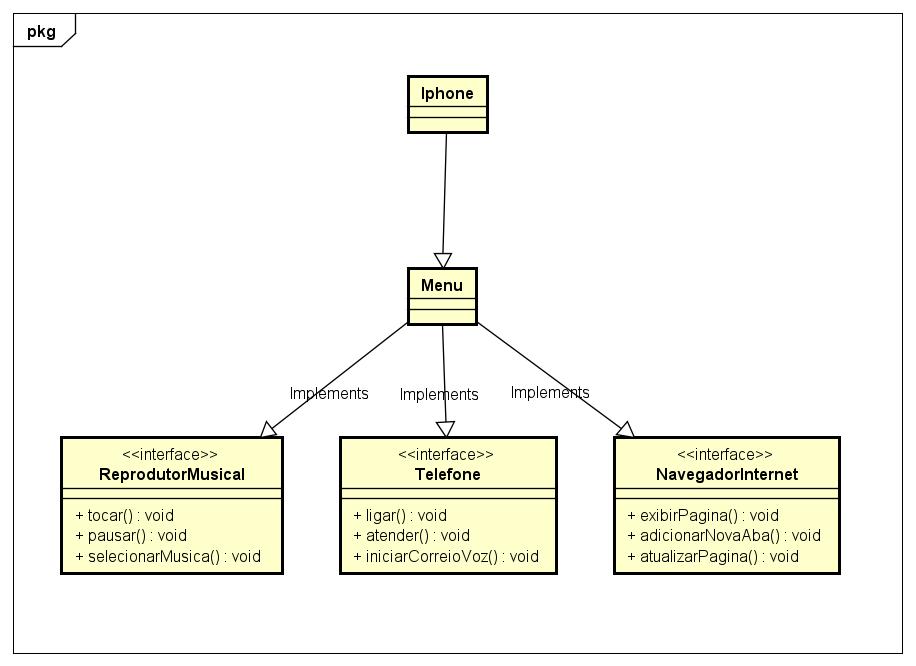 pkg
Iphone
Menu
Implements
Implements
Implements
<<interface>>
ReprodutorMusical
+ tocar() : void
+ pausar() : void
+ selecionarMusica() : void
<<interface>>
Telefone
+ ligar() : void
+ atender() : void
+ iniciarCorreioVoz() : void
<<interface>>
NavegadorInternet
+ exibirPagina() : void
+ adicionarNovaAba() : void
+ atualizarPagina() : void